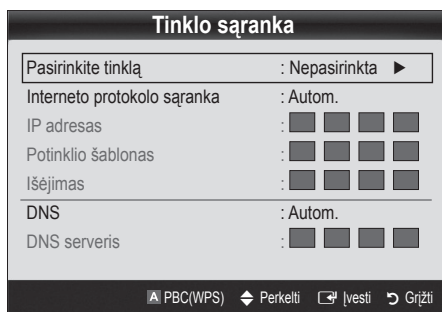 Tinklo sąranka
Pasirinkite tinklą : Nepasirinkta ►
Interneto protokolo sąranka : Autom.
IP adresas :
Potinklio šablonas :
Išėjimas :
DNS : Autom.
DNS serveris :
A PBC(WPS) Perkelti Įvesti Grįžti